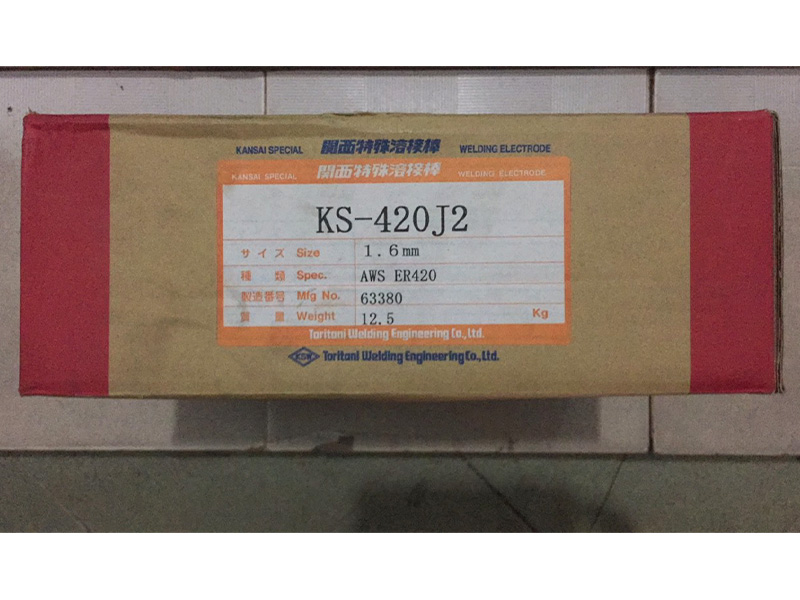 KANSAI SPECIAL 関西特殊溶接棒 WELDING ELECTRODE
KANSAI SPECIAL 関西特殊溶接棒 WELDING ELECTRODE
KS-420J2
サイズ Size 1.6mm
種類 Spec. AWS ER420
製造番号 Mfg No. 63380
質量 Weight 12.5 Kg
Toritani Welding Engineering Co., Ltd.
KSW Toritani Welding Engineering Co., Ltd.